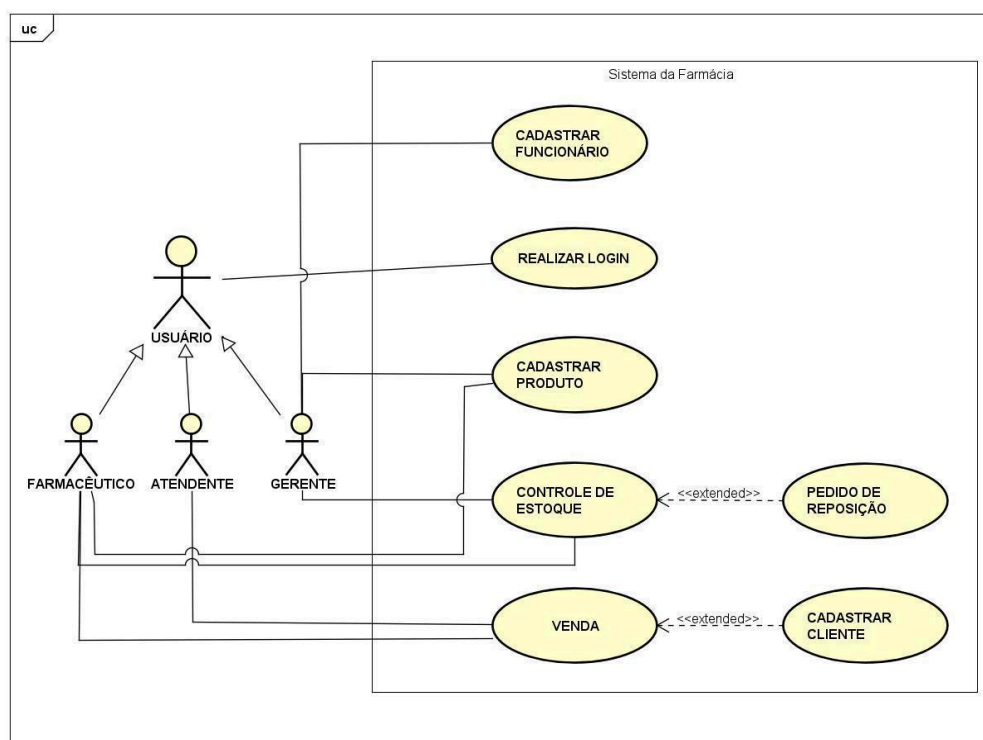 uc
Sistema da Farmácia
CADASTRAR
FUNCIONÁRIO
REALIZAR LOGIN
USUÁRIO
CADASTRAR
PRODUTO
FARMACÊUTICO
ATENDENTE
GERENTE
CONTROLE DE
ESTOQUE
<<extended>>
PEDIDO DE
REPOSIÇÃO
VENDA
<<extended>>
CADASTRAR
CLIENTE